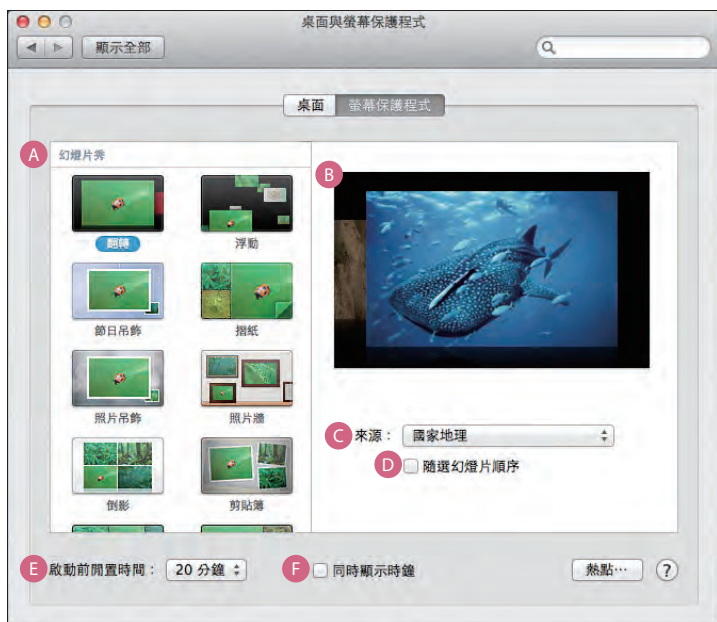 桌面與螢幕保護程式
顯示全部
桌面 螢幕保護程式
A 幻燈片秀
B
翻轉 浮動
節日吊飾 摺紙
照片吊飾 照片牆
倒影 剪貼簿
C 來源： 國家地理
D 隨選幻燈片順序
E 啟動前閒置時間： 20 分鐘 F 同時顯示時鐘 熱點… ?